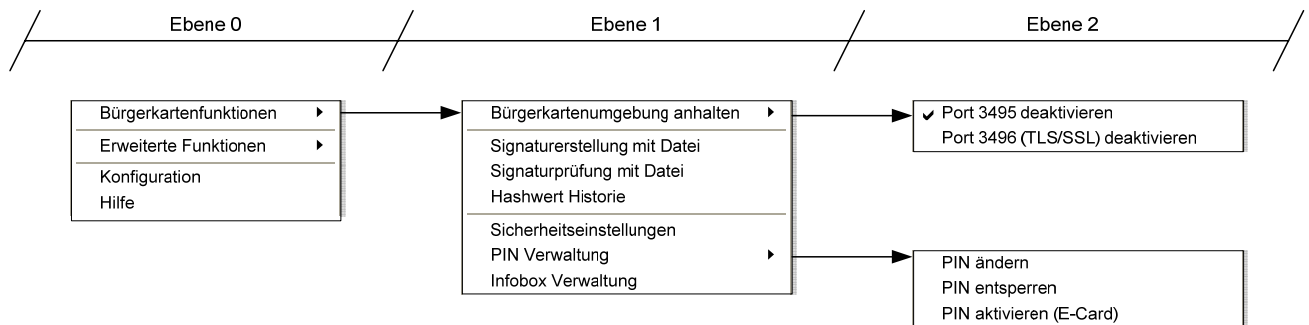 Ebene 0
Ebene 1
Ebene 2
Bürgerkartenfunktionen
Erweiterte Funktionen
Konfiguration
Hilfe
Bürgerkartenumgebung anhalten
Signaturerstellung mit Datei
Signaturprüfung mit Datei
Hashwert Historie
Sicherheitseinstellungen
PIN Verwaltung
Infobox Verwaltung
Port 3495 deaktivieren
Port 3496 (TLS/SSL) deaktivieren
PIN ändern
PIN entsperren
PIN aktivieren (E-Card)